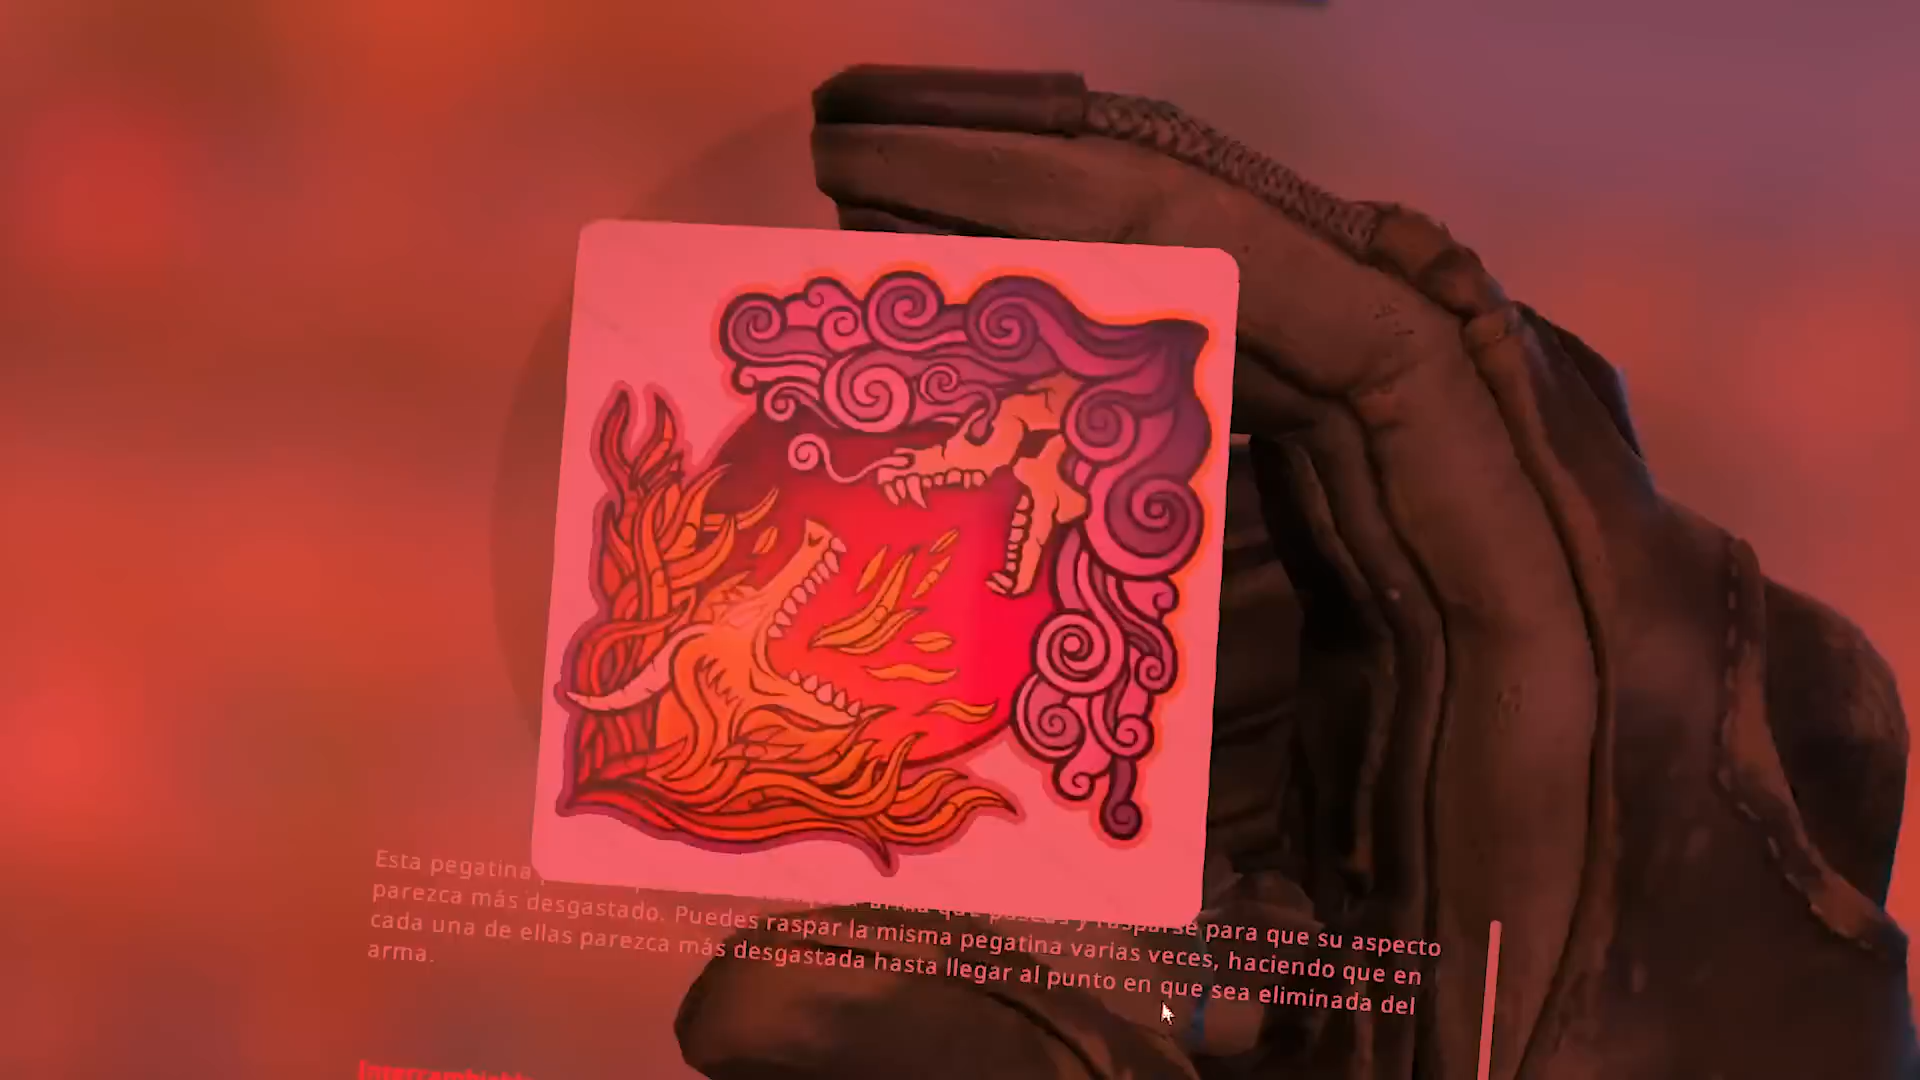 Esta pegatina
parezca más desgastado. Puedes raspar la misma pegatina varias veces, haciendo que en
cada una de ellas parezca más desgastada hasta llegar al punto en que sea eliminada del
arma.
y rasparse para que su aspecto